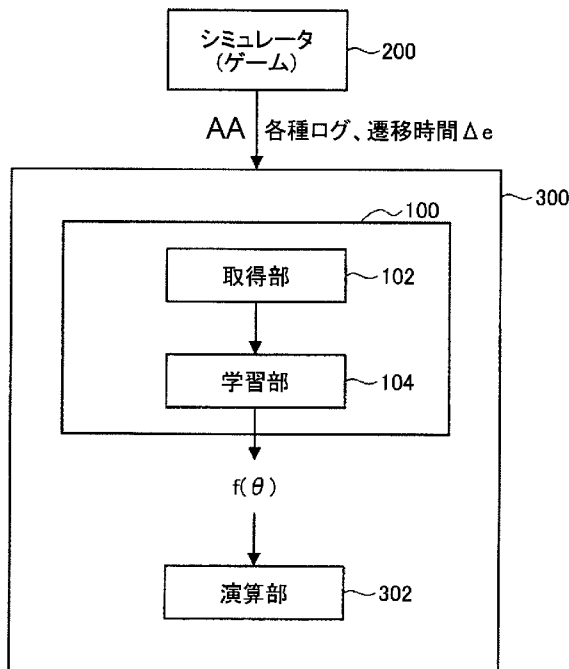 シミュレータ
(ゲーム)
200
AA 各種ログ、遷移時間Δe
300
100
取得部
102
学習部
104
f(θ)
演算部
302